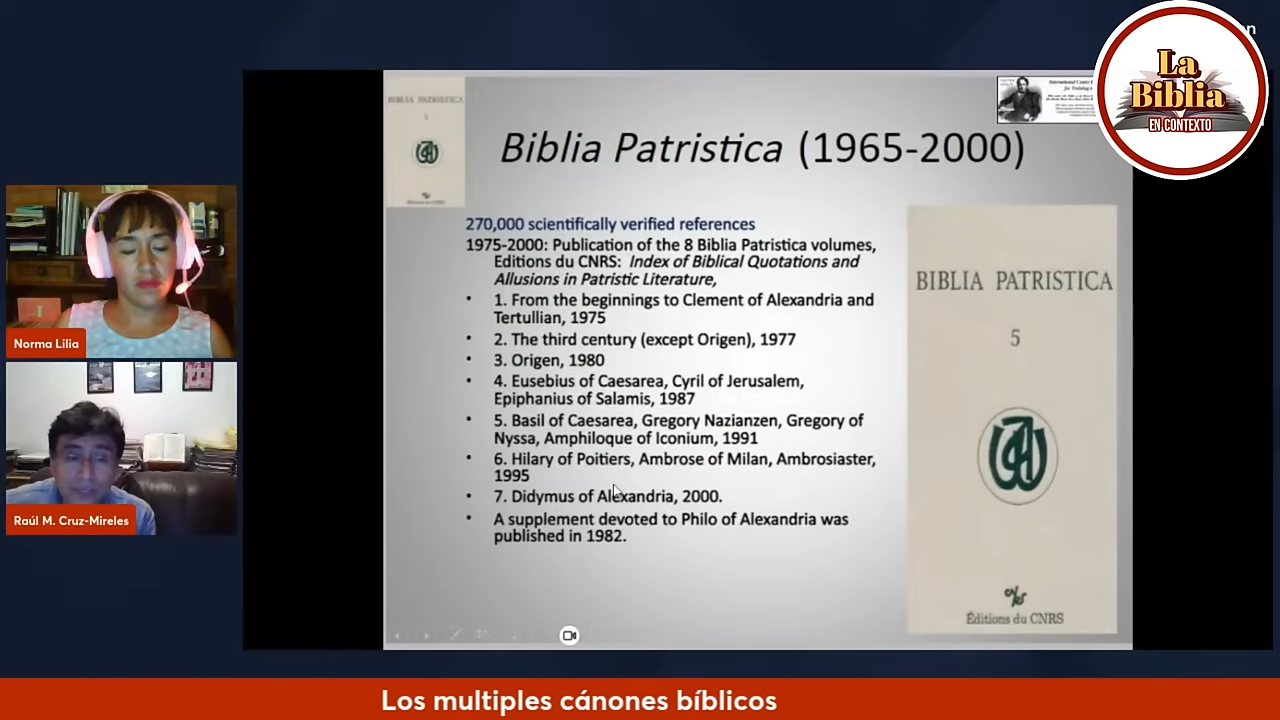 La
Biblia
EN CONTEXTO
BIBLIA PATRISTICA
5
Biblia Patristica (1965-2000)
270,000 scientifically verified references
1975-2000: Publication of the 8 Biblia Patristica volumes,
Editions du CNRS: Index of Biblical Quotations and
Allusions in Patristic Literature,
• 1. From the beginnings to Clement of Alexandria and
Tertullian, 1975
• 2. The third century (except Origen), 1977
• 3. Origen, 1980
• 4. Eusebius of Caesarea, Cyril of Jerusalem,
Epiphanius of Salamis, 1987
• 5. Basil of Caesarea, Gregory Nazianzen, Gregory of
Nyssa, Amphiloque of Iconium, 1991
• 6. Hilary of Poitiers, Ambrose of Milan, Ambrosiaster,
1995
• 7. Didymus of Alexandria, 2000.
• A supplement devoted to Philo of Alexandria was
published in 1982.
BIBLIA PATRISTICA
5
Éditions du CNRS
Norma Lilia
Raúl M. Cruz-Mireles
Los multiples cánones bíblicos